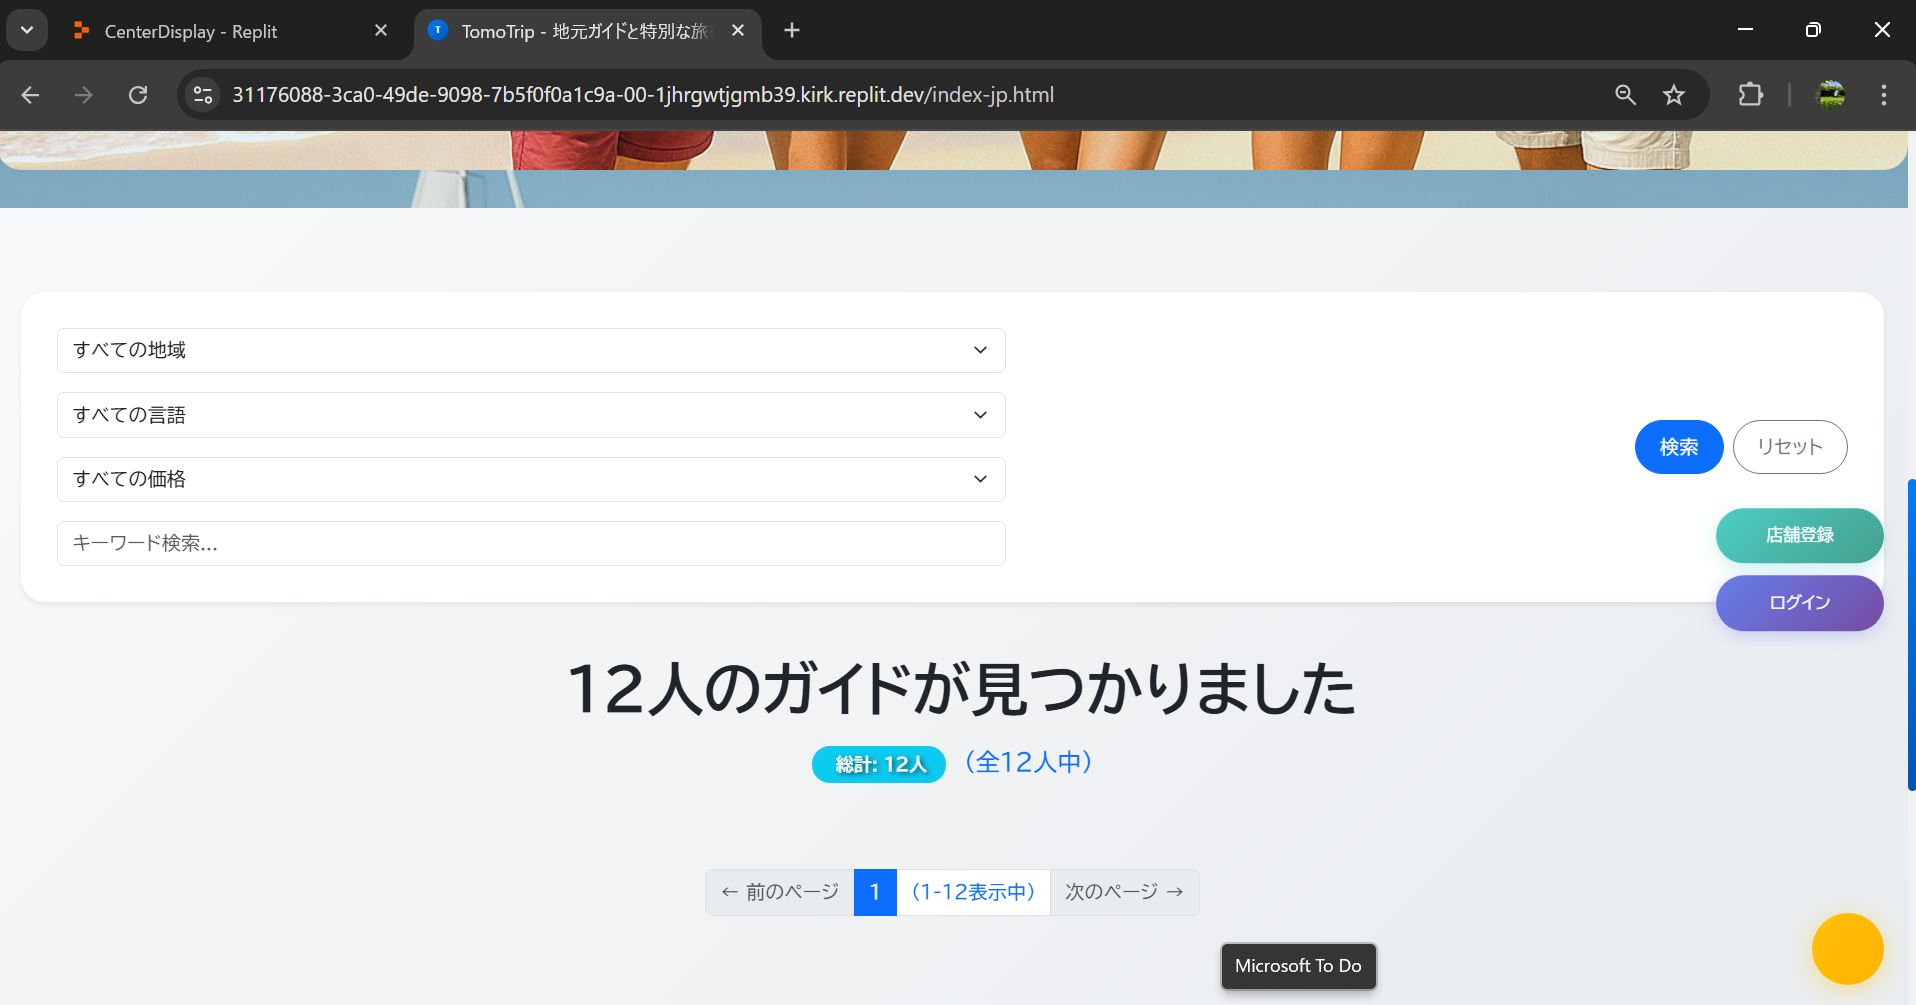 CenterDisplay - Replit
TomoTrip - 地元ガイドと特別な旅
31176088-3ca0-49de-9098-7b5f0f0a1c9a-00-1jhrgwtjgmb39.kirk.replit.dev/index-jp.html
すべての地域
すべての言語
すべての価格
キーワード検索...
検索 リセット
店舗登録
ログイン
12人のガイドが見つかりました
総計: 12人 （全12人中）
← 前のページ 1 （1-12表示中） 次のページ →
Microsoft To Do